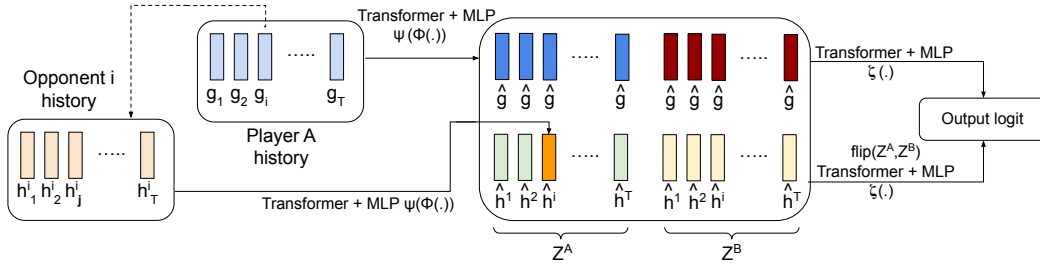 Opponent i
history
h^i_1 h^i_2 h^i_j ..... h^i_T
g_1 g_2 g_i ..... g_T
Player A
history
Transformer + MLP
ψ(Φ(.))
Transformer + MLP ψ(Φ(.))
..... .....
ĝ ĝ ĝ ĝ ĝ ĝ ĝ ĝ
..... .....
ĥ^1 ĥ^2 ĥ^i ĥ^T ĥ^1 ĥ^2 ĥ^i ĥ^T
Z^A Z^B
Transformer + MLP
ζ(.)
Output logit
flip(Z^A,Z^B)
Transformer + MLP
ζ(.)